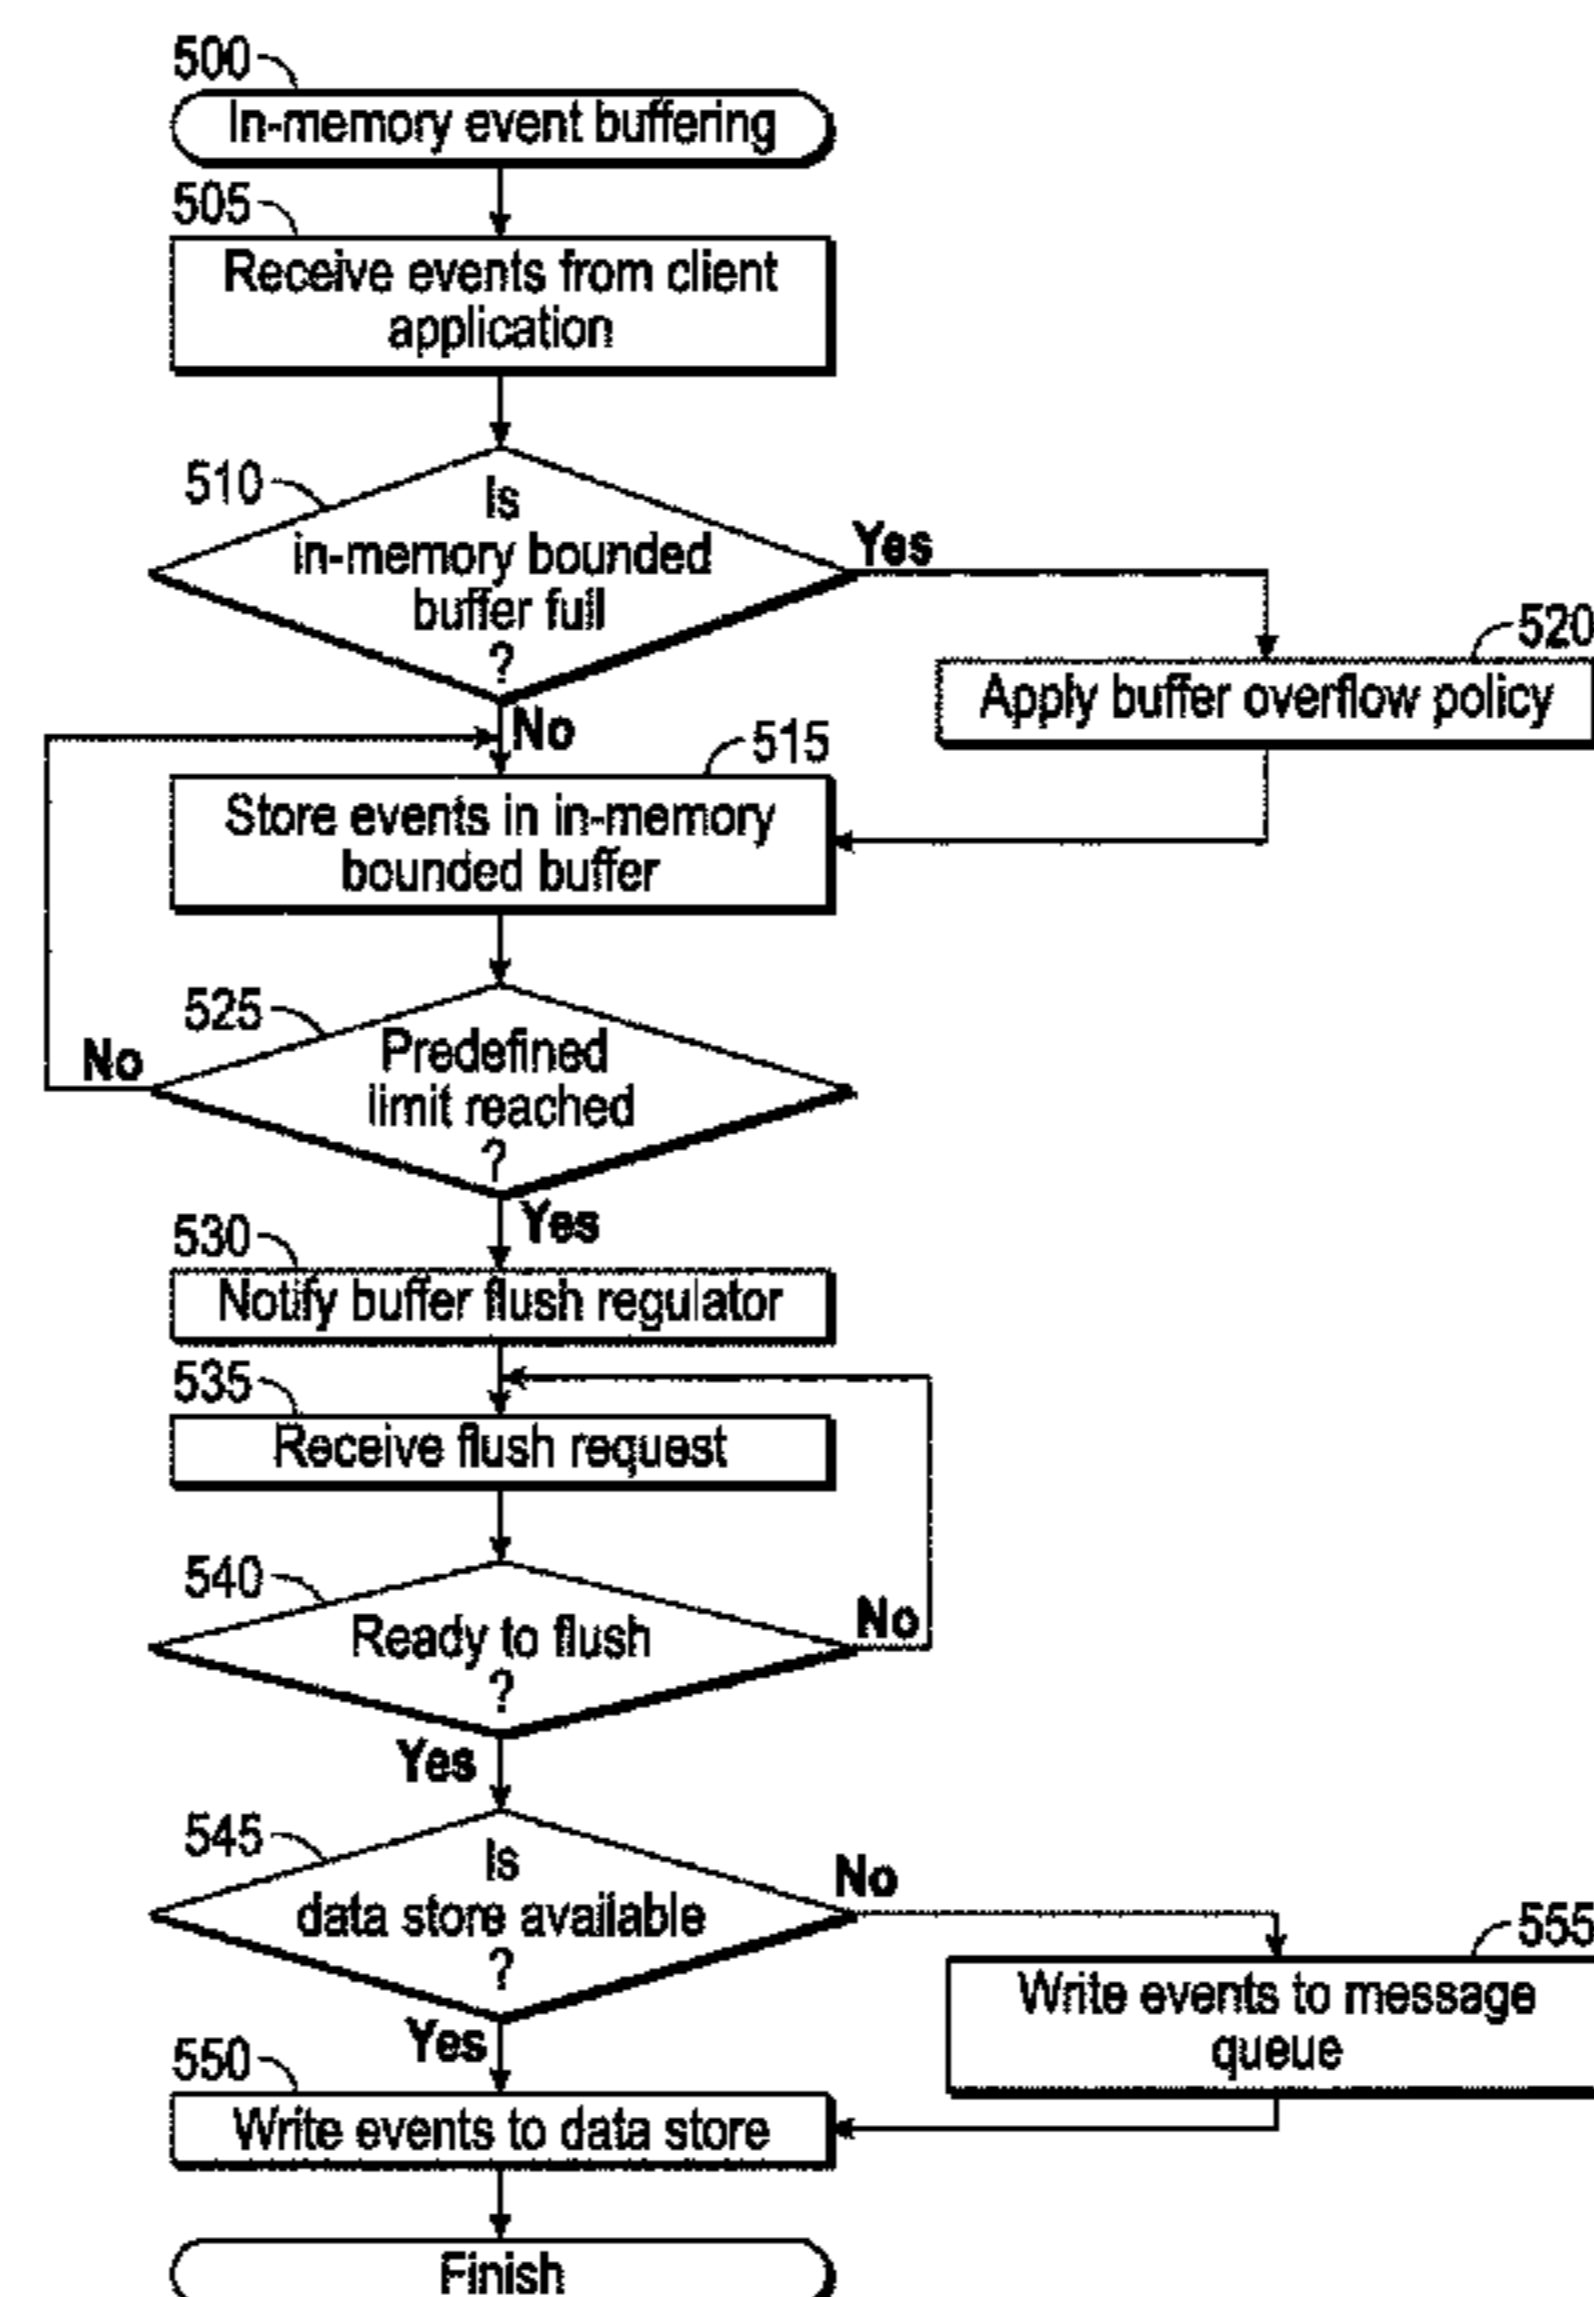 500
In-memory event buffering
505
Receive events from client
application
510
Is
in-memory bounded
buffer full
?
Yes
520
Apply buffer overflow policy
No
515
Store events in in-memory
bounded buffer
525
Predefined
limit reached
?
No
Yes
530
Notify buffer flush regulator
535
Receive flush request
540
Ready to flush
?
No
Yes
545
Is
data store available
?
No
555
Write events to message
queue
Yes
550
Write events to data store
Finish